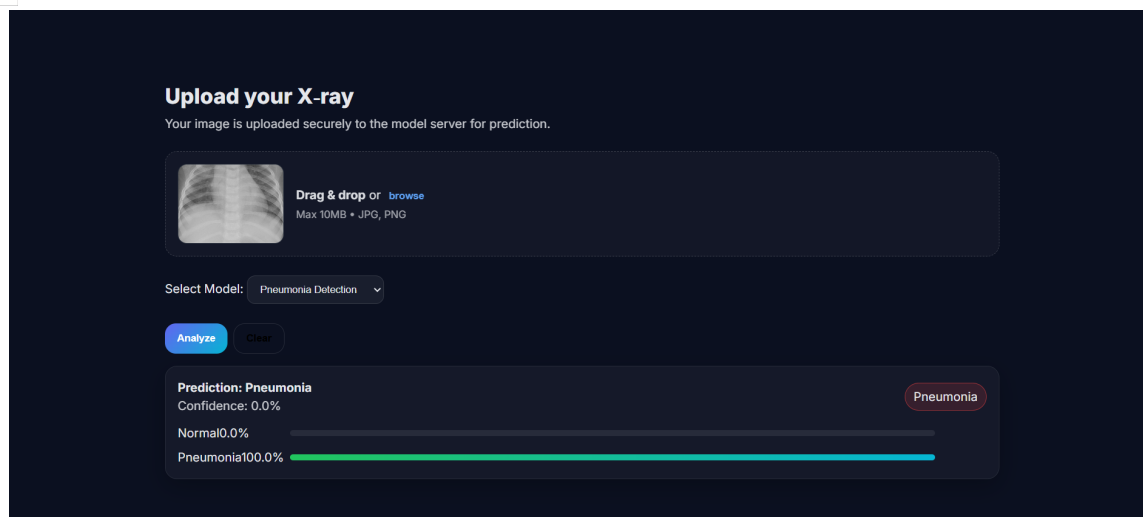 Upload your X-ray
Your image is uploaded securely to the model server for prediction.
Drag & drop or browse
Max 10MB • JPG, PNG
Select Model: Pneumonia Detection
Analyze Clear
Prediction: Pneumonia
Pneumonia
Confidence: 0.0%
Normal0.0%
Pneumonia100.0%